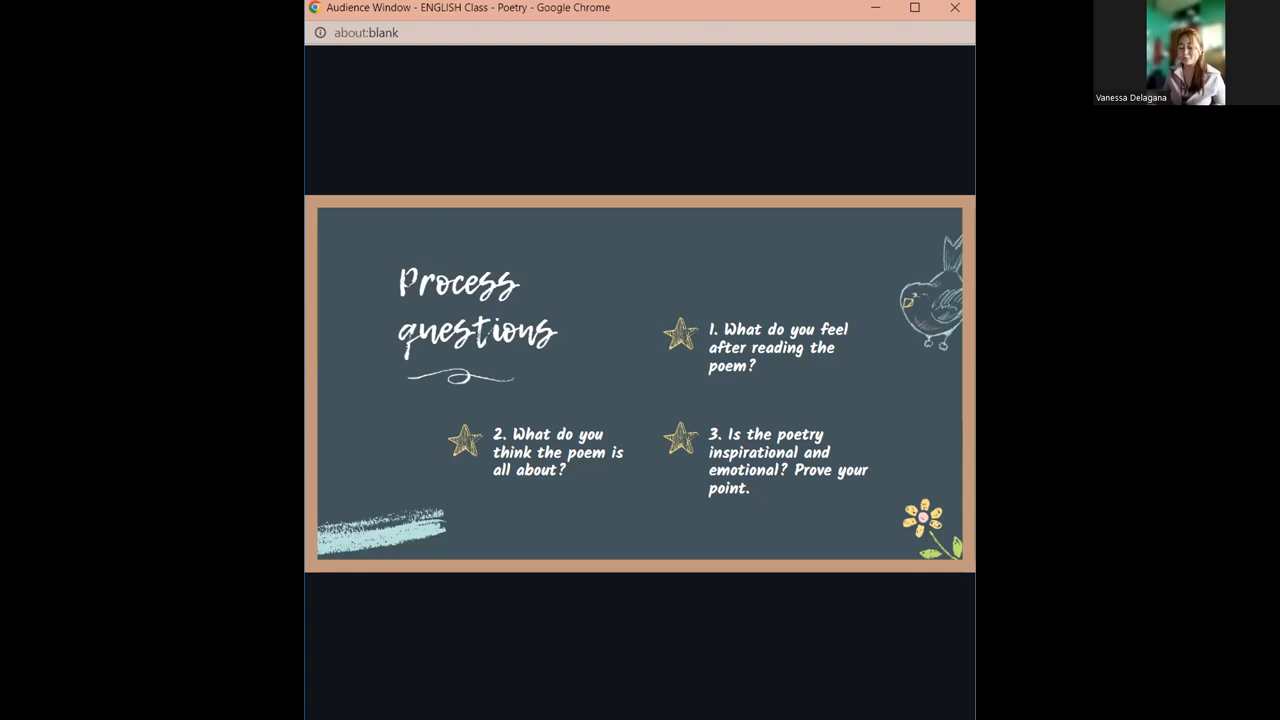 Audience Window - ENGLISH Class - Poetry - Google Chrome
about:blank
Vanessa Delagana
Process
questions
1. What do you feel
after reading the
poem?
2. What do you
think the poem is
all about?
3. Is the poetry
inspirational and
emotional? Prove your
point.